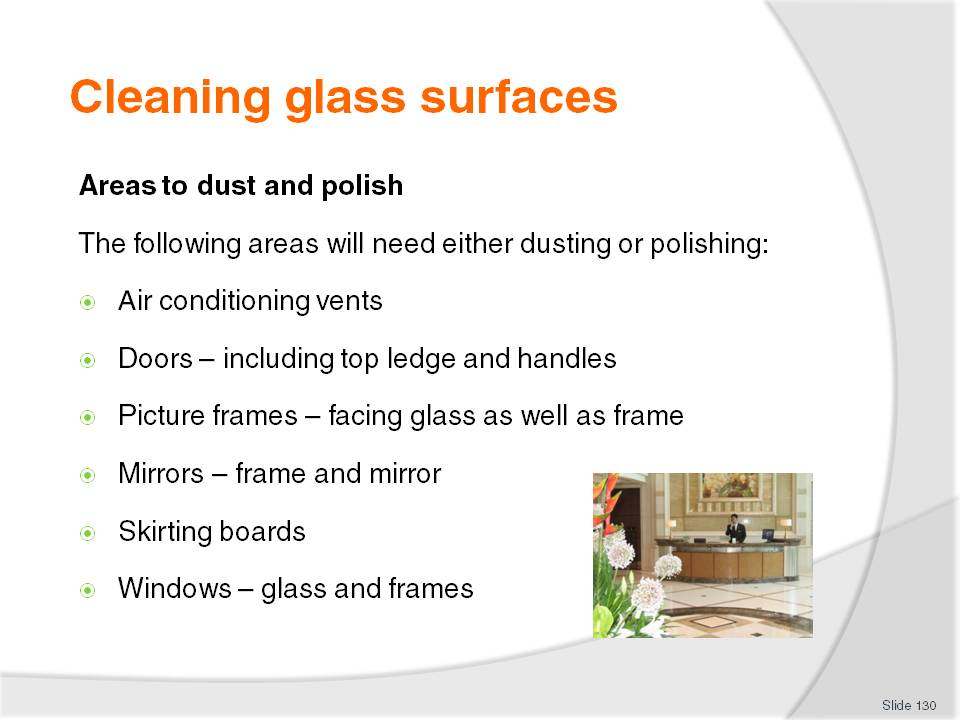 Cleaning glass surfaces
Areas to dust and polish
The following areas will need either dusting or polishing:
Air conditioning vents
Doors – including top ledge and handles
Picture frames – facing glass as well as frame
Mirrors – frame and mirror
Skirting boards
Windows – glass and frames
Slide 130